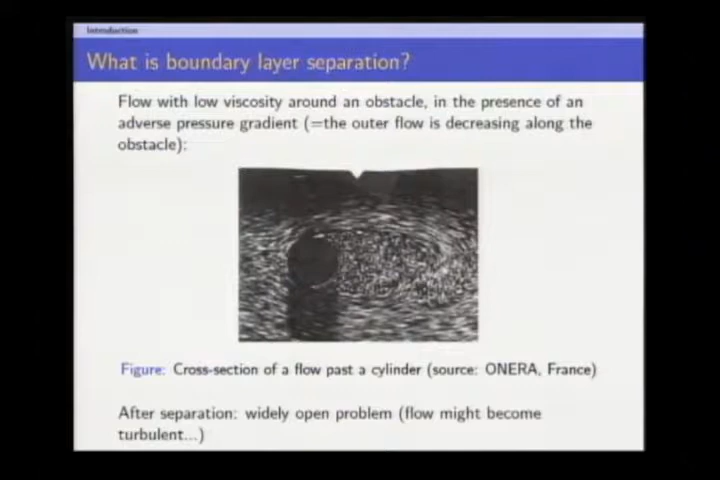 Introduction
What is boundary layer separation?
Flow with low viscosity around an obstacle, in the presence of an
adverse pressure gradient (=the outer flow is decreasing along the
obstacle):
Figure: Cross-section of a flow past a cylinder (source: ONERA, France)
After separation: widely open problem (flow might become
turbulent...)